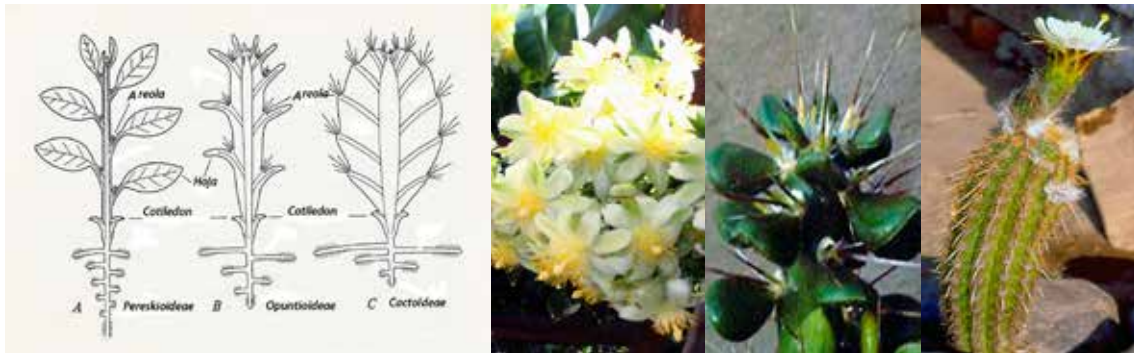 Areola Areola
Hoja
Cotiledon Cotiledon
A Pereskioideae B Opuntioideae C Cactoideae